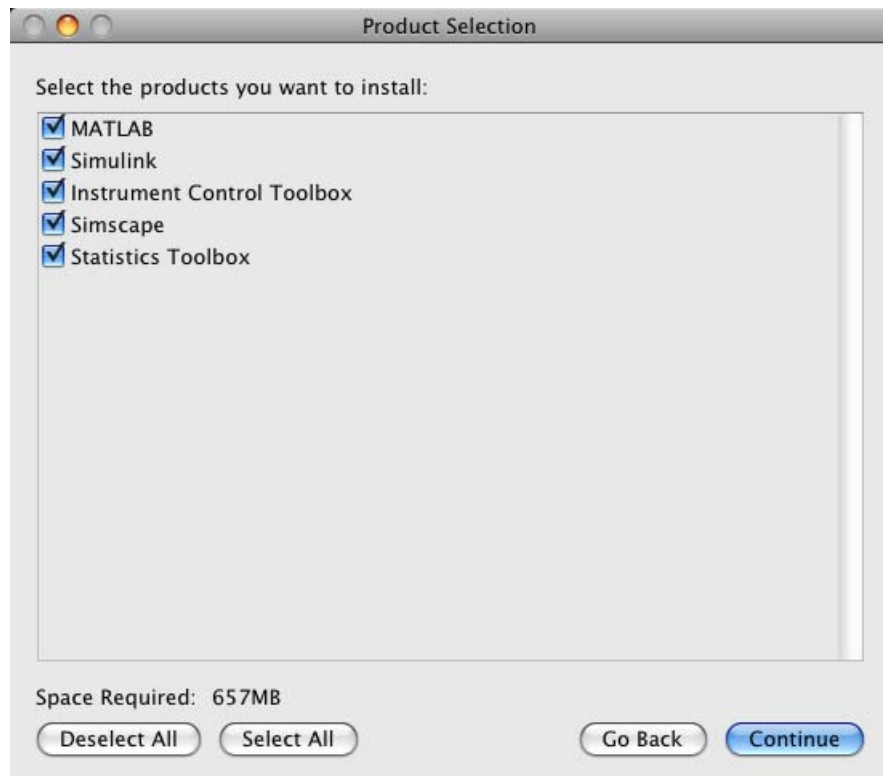 Product Selection
Select the products you want to install:
MATLAB
Simulink
Instrument Control Toolbox
Simscape
Statistics Toolbox
Space Required: 657MB
Deselect All Select All Go Back Continue